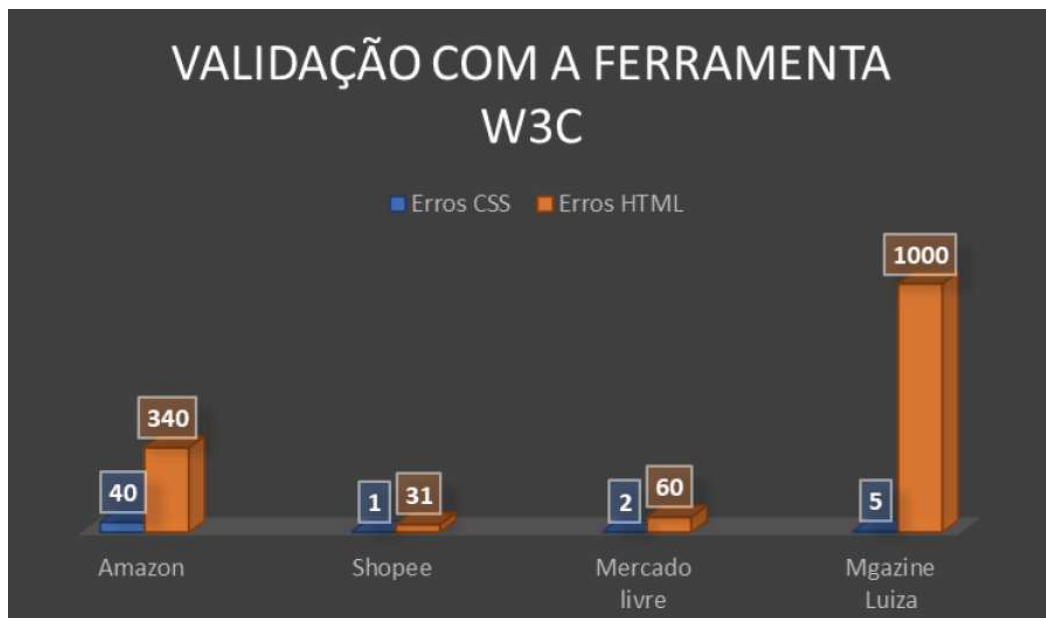 VALIDAÇÃO COM A FERRAMENTA
W3C
Erros CSS Erros HTML
1000
340
40
1
31
2
60
5
Amazon
Shopee
Mercado
livre
Mgazine
Luiza